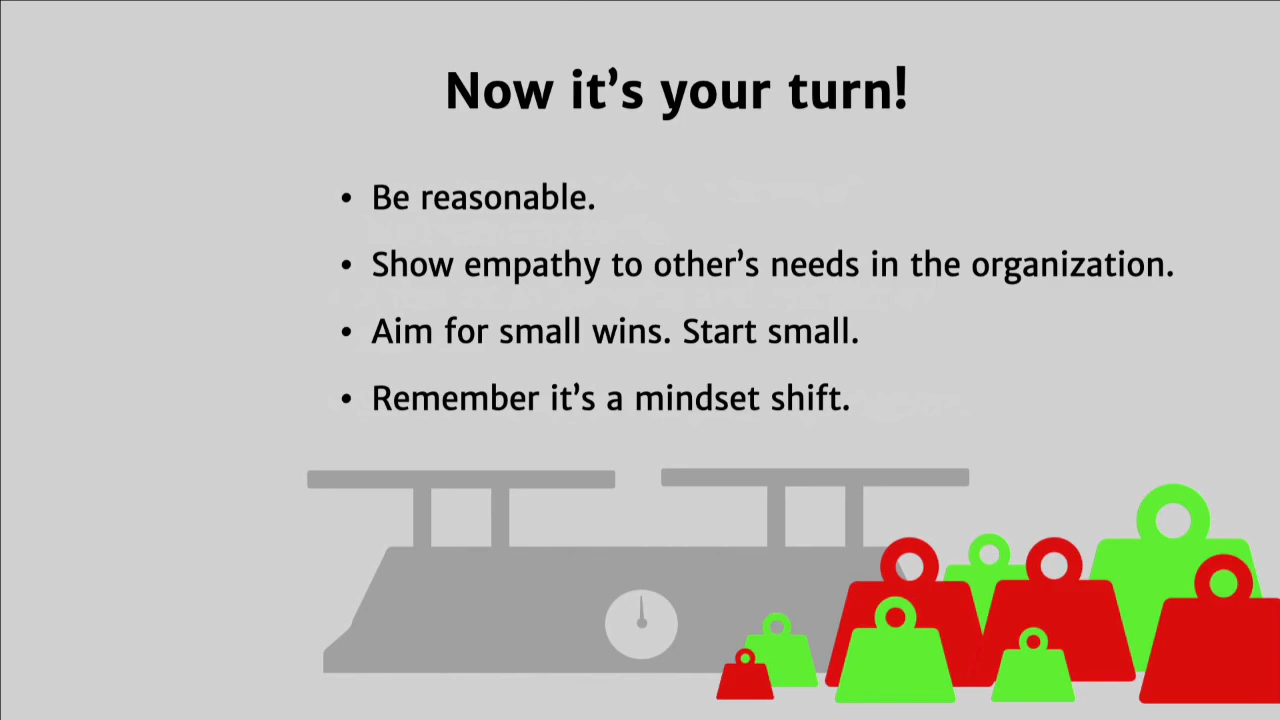 Now it’s your turn!
• Be reasonable.
• Show empathy to other’s needs in the organization.
• Aim for small wins. Start small.
• Remember it’s a mindset shift.